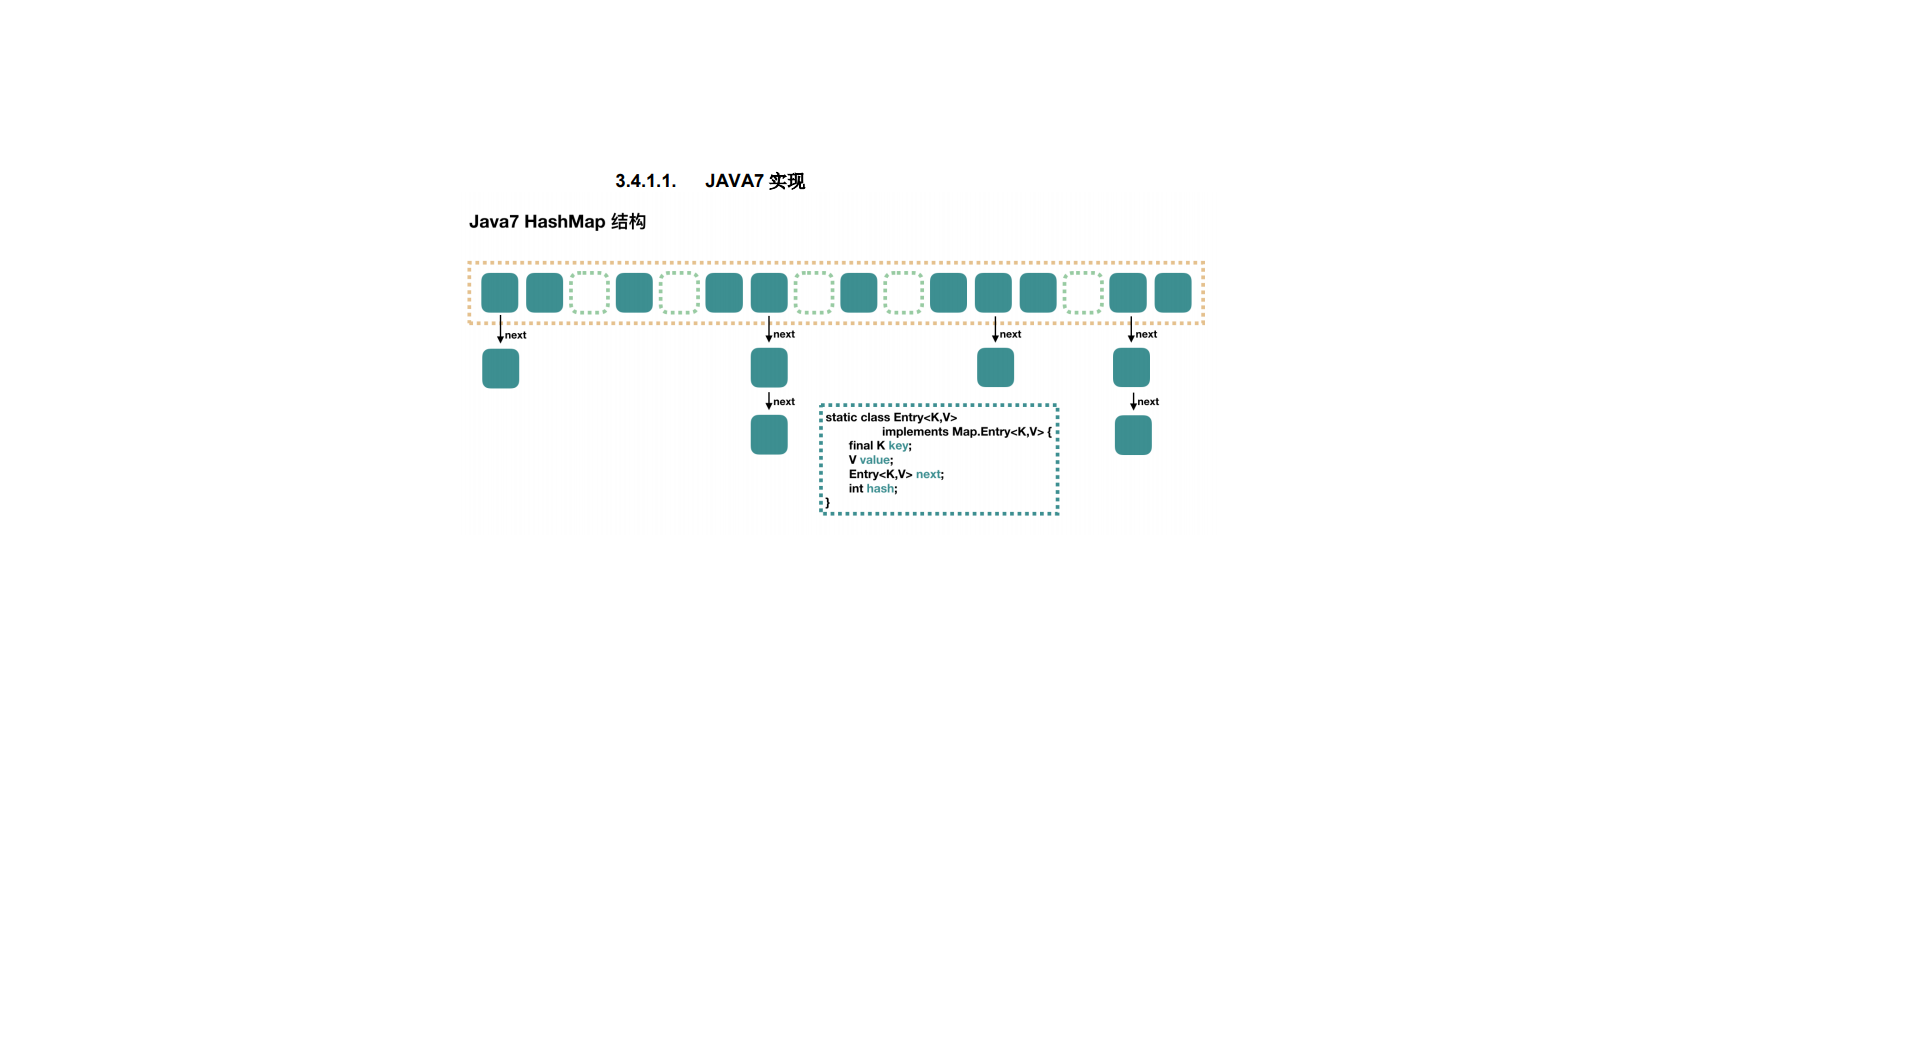 3.4.1.1. JAVA7 实现
Java7 HashMap 结构
next
next
next
next
next
next
static class Entry<K,V>
implements Map.Entry<K,V> {
final K key;
V value;
Entry<K,V> next;
int hash;
}